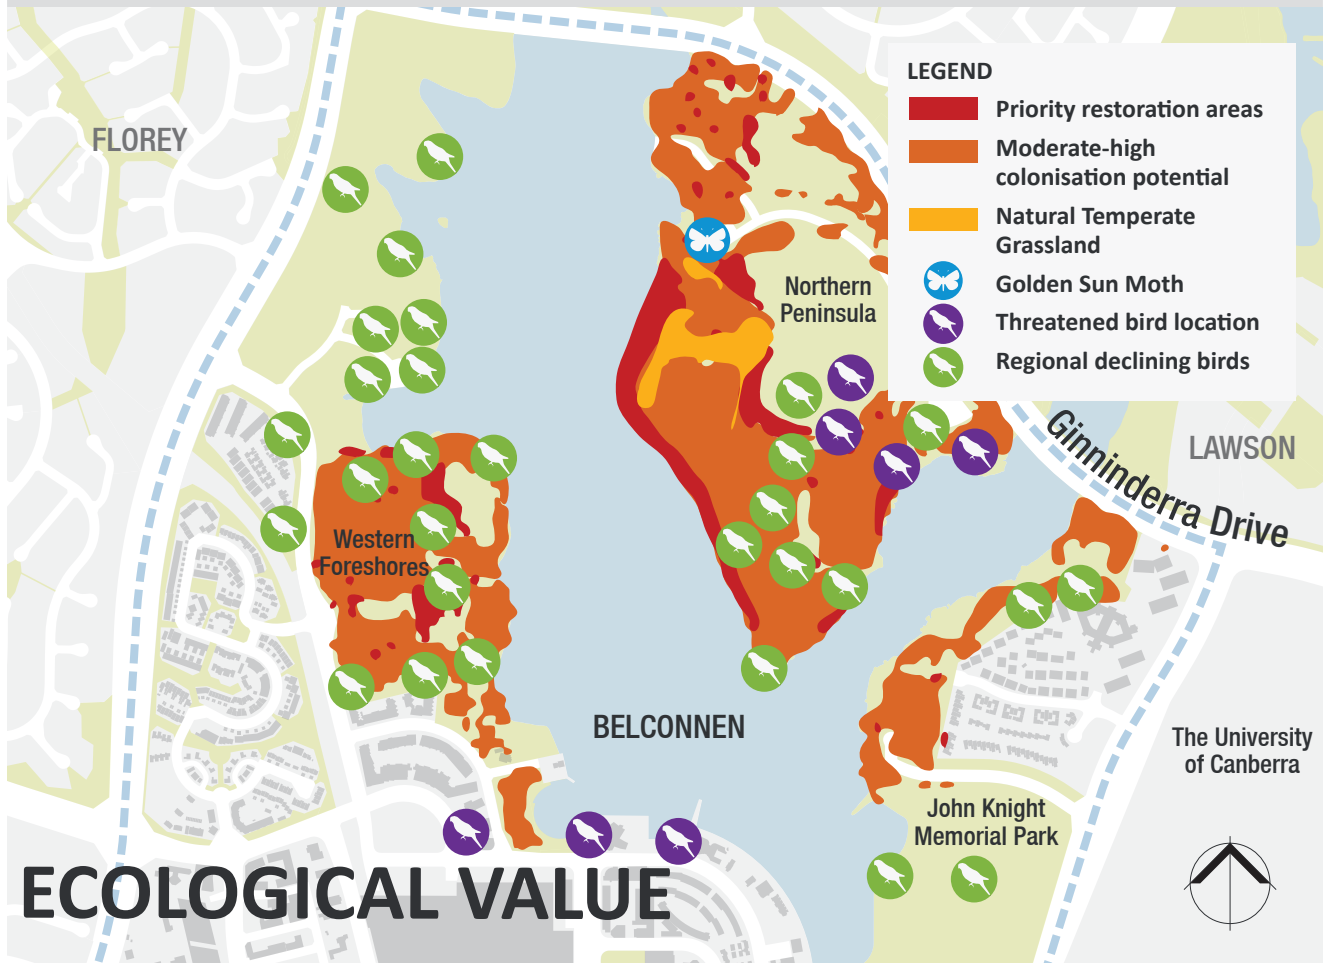 FLOREY
LEGEND
Priority restoration areas
Moderate-high
colonisation potential
Natural Temperate
Grassland
Golden Sun Moth
Threatened bird location
Regional declining birds
Northern
Peninsula
Ginninderra Drive
LAWSON
Western
Foreshores
BELCONNEN
The University
of Canberra
John Knight
Memorial Park
ECOLOGICAL VALUE